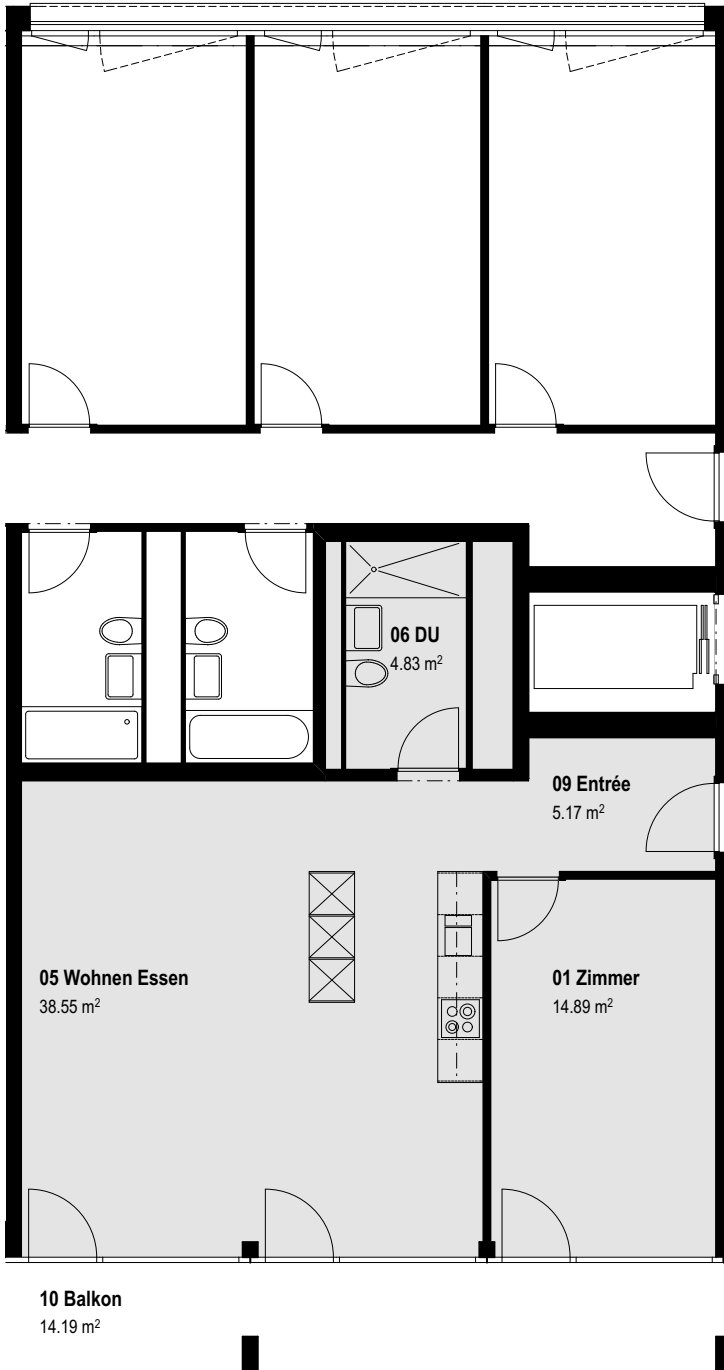 06 DU
4.83 m²
09 Entrée
5.17 m²
05 Wohnen Essen
38.55 m²
01 Zimmer
14.89 m²
10 Balkon
14.19 m²